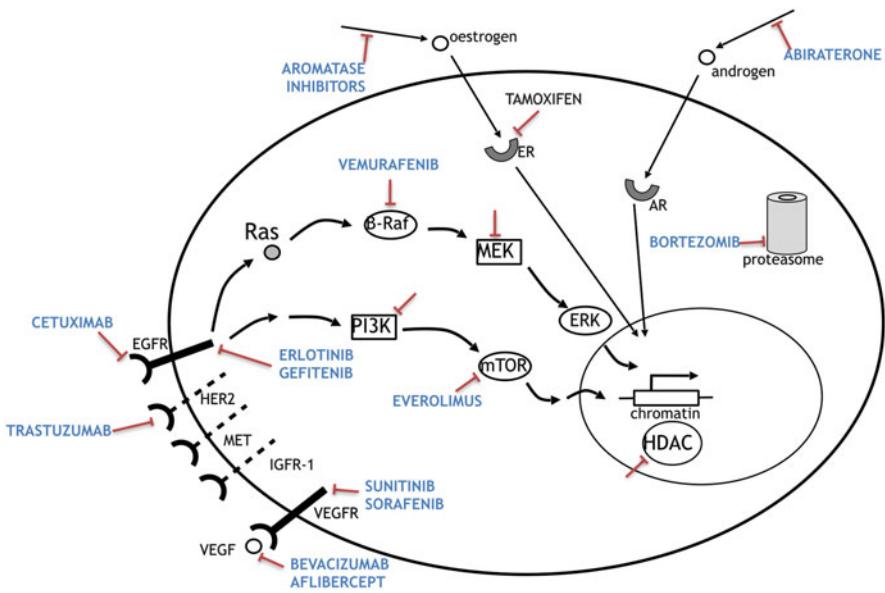 oestrogen
AROMATASE
INHIBITORS
ABIRATERONE
androgen
TAMOXIFEN
ER
VEMURAFENIB
AR
B-Raf
Ras
MEK
BORTEZOMIB
proteasome
CETUXIMAB
EGFR
PI3K
ERK
ERLOTINIB
GEFITENIB
mTOR
HER2
EVEROLIMUS
chromatin
TRASTUZUMAB
MET
HDAC
IGFR-1
SUNITINIB
SORAFENIB
VEGFR
VEGF
BEVACIZUMAB
AFLIBERCEPT